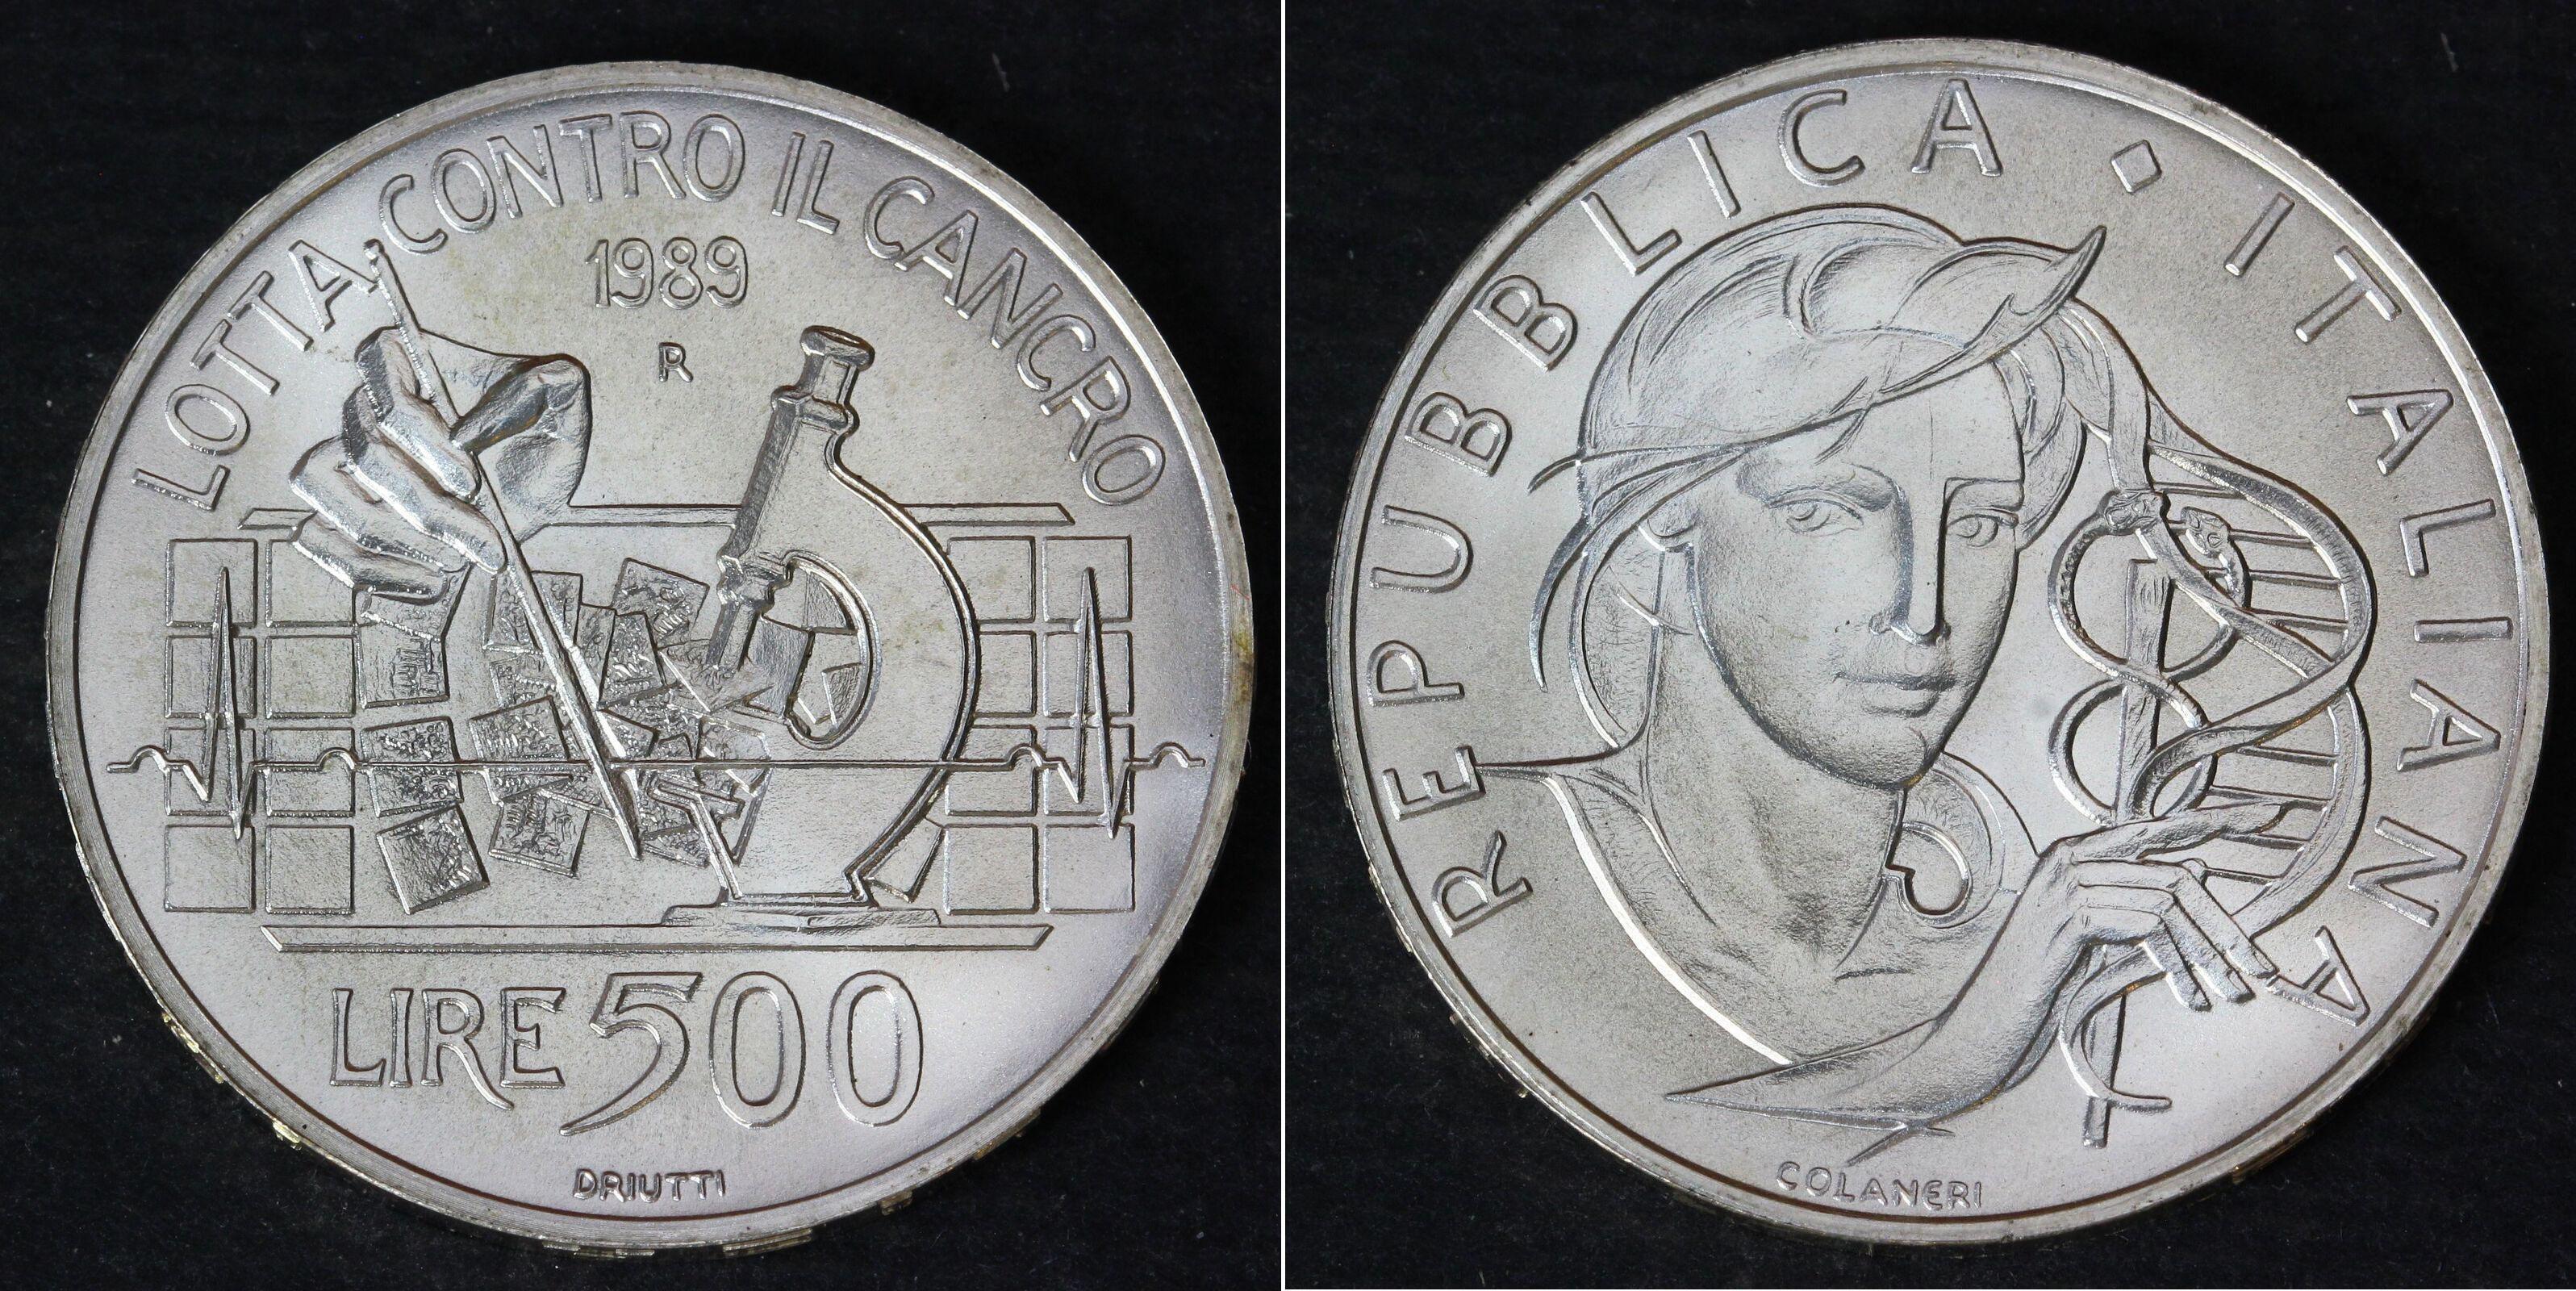 LOTTA CONTRO IL CANCRO
1989
R
LIRE 500
DRIUTTI
REPUBBLICA ITALIANA
COLANERI